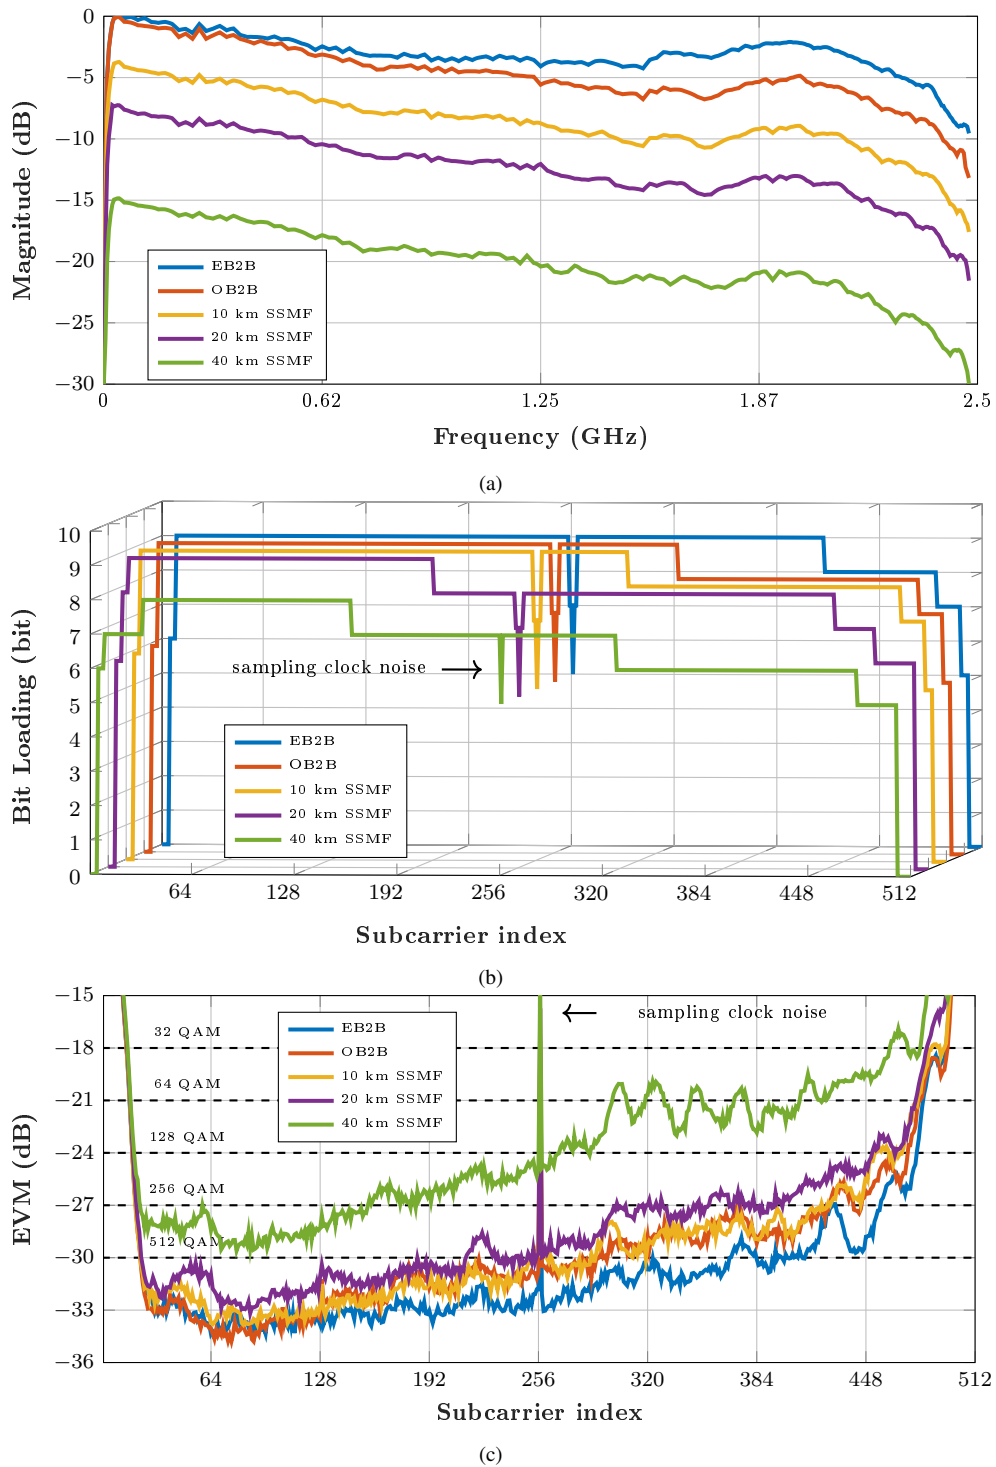 0
−5
−10
−15
−20
−25
−30
Magnitude (dB)
EB2B
OB2B
10 km SSMF
20 km SSMF
40 km SSMF
0 0.62 1.25 1.87 2.5
Frequency (GHz)
(a)
10
9
8
7
6
5
4
3
2
1
0
Bit Loading (bit)
sampling clock noise
EB2B
OB2B
10 km SSMF
20 km SSMF
40 km SSMF
64 128 192 256 320 384 448 512
Subcarrier index
(b)
−15
−18
−21
−24
−27
−30
−33
−36
EVM (dB)
32 QAM
64 QAM
128 QAM
256 QAM
512 QAM
EB2B
OB2B
10 km SSMF
20 km SSMF
40 km SSMF
sampling clock noise
64 128 192 256 320 384 448 512
Subcarrier index
(c)